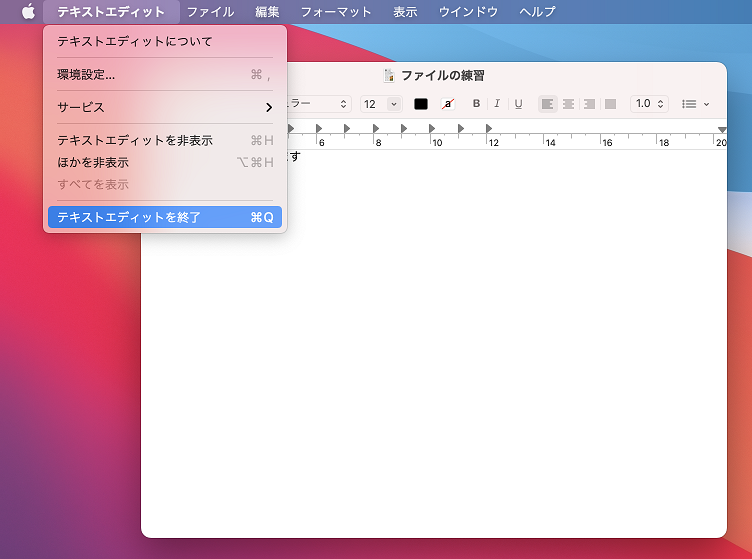 テキストエディット ファイル 編集 フォーマット 表示 ウインドウ ヘルプ
テキストエディットについて
環境設定... ⌘ ,
サービス
テキストエディットを非表示 ⌘H
ほかを非表示 ⌥⌘H
すべてを表示
テキストエディットを終了 ⌘Q
ファイルの練習
ラー 12 a B I U 1.0
6 8 10 12 14 16 18 20
す